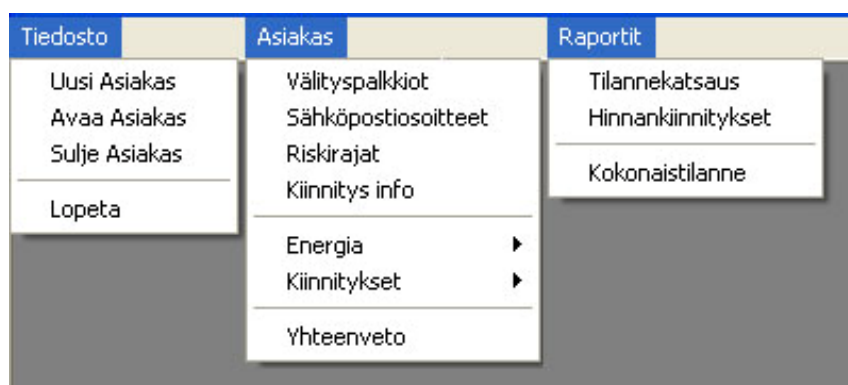 Tiedosto
Uusi Asiakas
Avaa Asiakas
Sulje Asiakas
Lopeta
Asiakas
Välityspalkkiot
Sähköpostiosoitteet
Riskirajat
Kiinnitys info
Energia
Kiinnitykset
Yhteenveto
Raportit
Tilannekatsaus
Hinnankiinnitykset
Kokonaistilanne